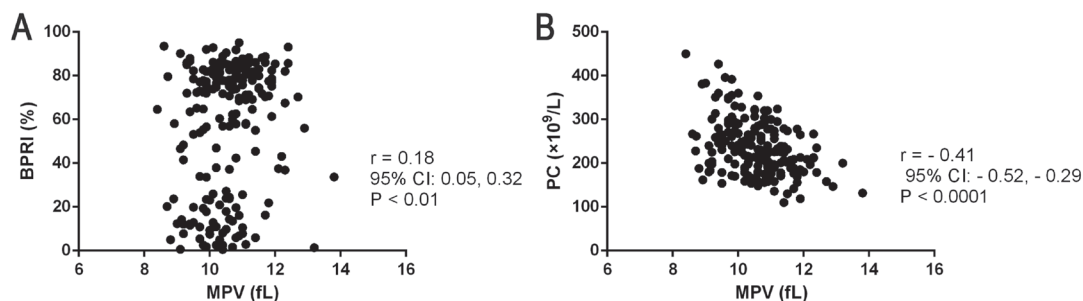 A
BPRI (%)
100
80
60
40
20
0
6 8 10 12 14 16
MPV (fL)
r = 0.18
95% CI: 0.05, 0.32
P < 0.01
B
PC (×10⁹/L)
500
400
300
200
100
0
6 8 10 12 14 16
MPV (fL)
r = - 0.41
95% CI: - 0.52, - 0.29
P < 0.0001